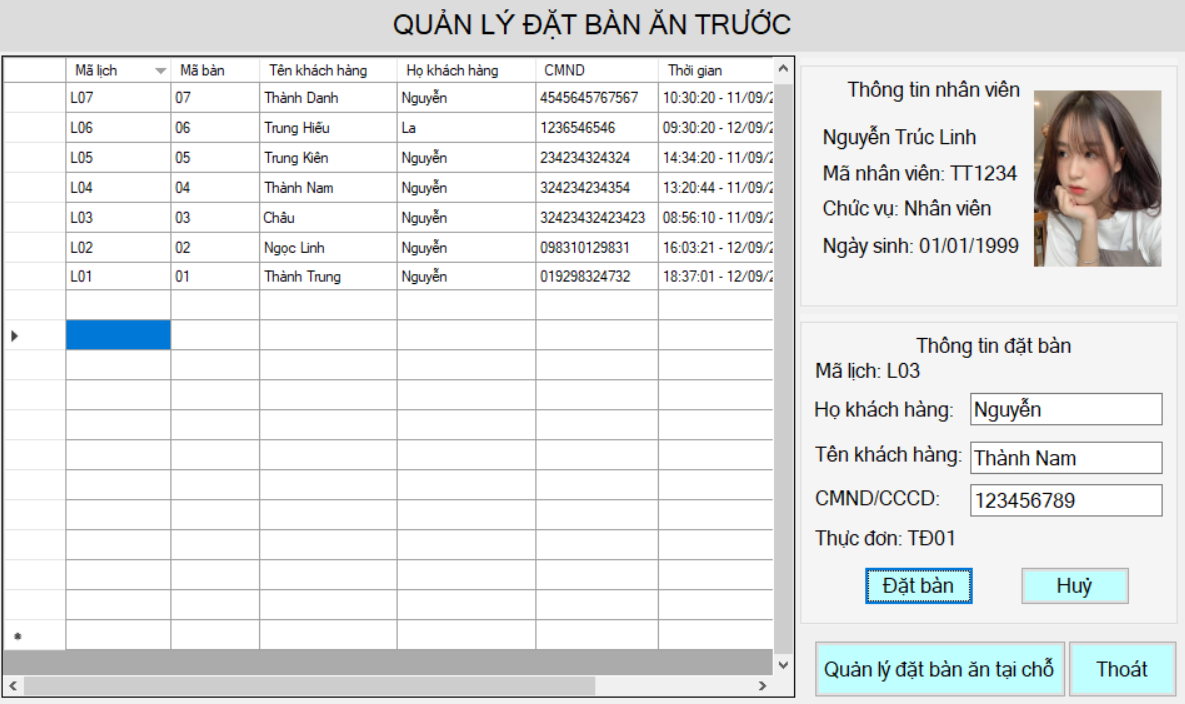 QUẢN LÝ ĐẶT BÀN ĂN TRƯỚC
Mã lịch Mã bàn Tên khách hàng Họ khách hàng CMND Thời gian
L07 07 Thành Danh Nguyễn 4545645767567 10:30:20 - 11/09/2
L06 06 Trung Hiếu La 1236546546 09:30:20 - 12/09/2
L05 05 Trung Kiên Nguyễn 234234324324 14:34:20 - 11/09/2
L04 04 Thành Nam Nguyễn 324234234354 13:20:44 - 11/09/2
L03 03 Châu Nguyễn 32423432423423 08:56:10 - 11/09/2
L02 02 Ngọc Linh Nguyễn 098310129831 16:03:21 - 12/09/2
L01 01 Thành Trung Nguyễn 019298324732 18:37:01 - 12/09/2
Thông tin nhân viên
Nguyễn Trúc Linh
Mã nhân viên: TT1234
Chức vụ: Nhân viên
Ngày sinh: 01/01/1999
Thông tin đặt bàn
Mã lịch: L03
Họ khách hàng: Nguyễn
Tên khách hàng: Thành Nam
CMND/CCCD: 123456789
Thực đơn: TĐ01
Đặt bàn Huỷ
Quản lý đặt bàn ăn tại chỗ Thoát